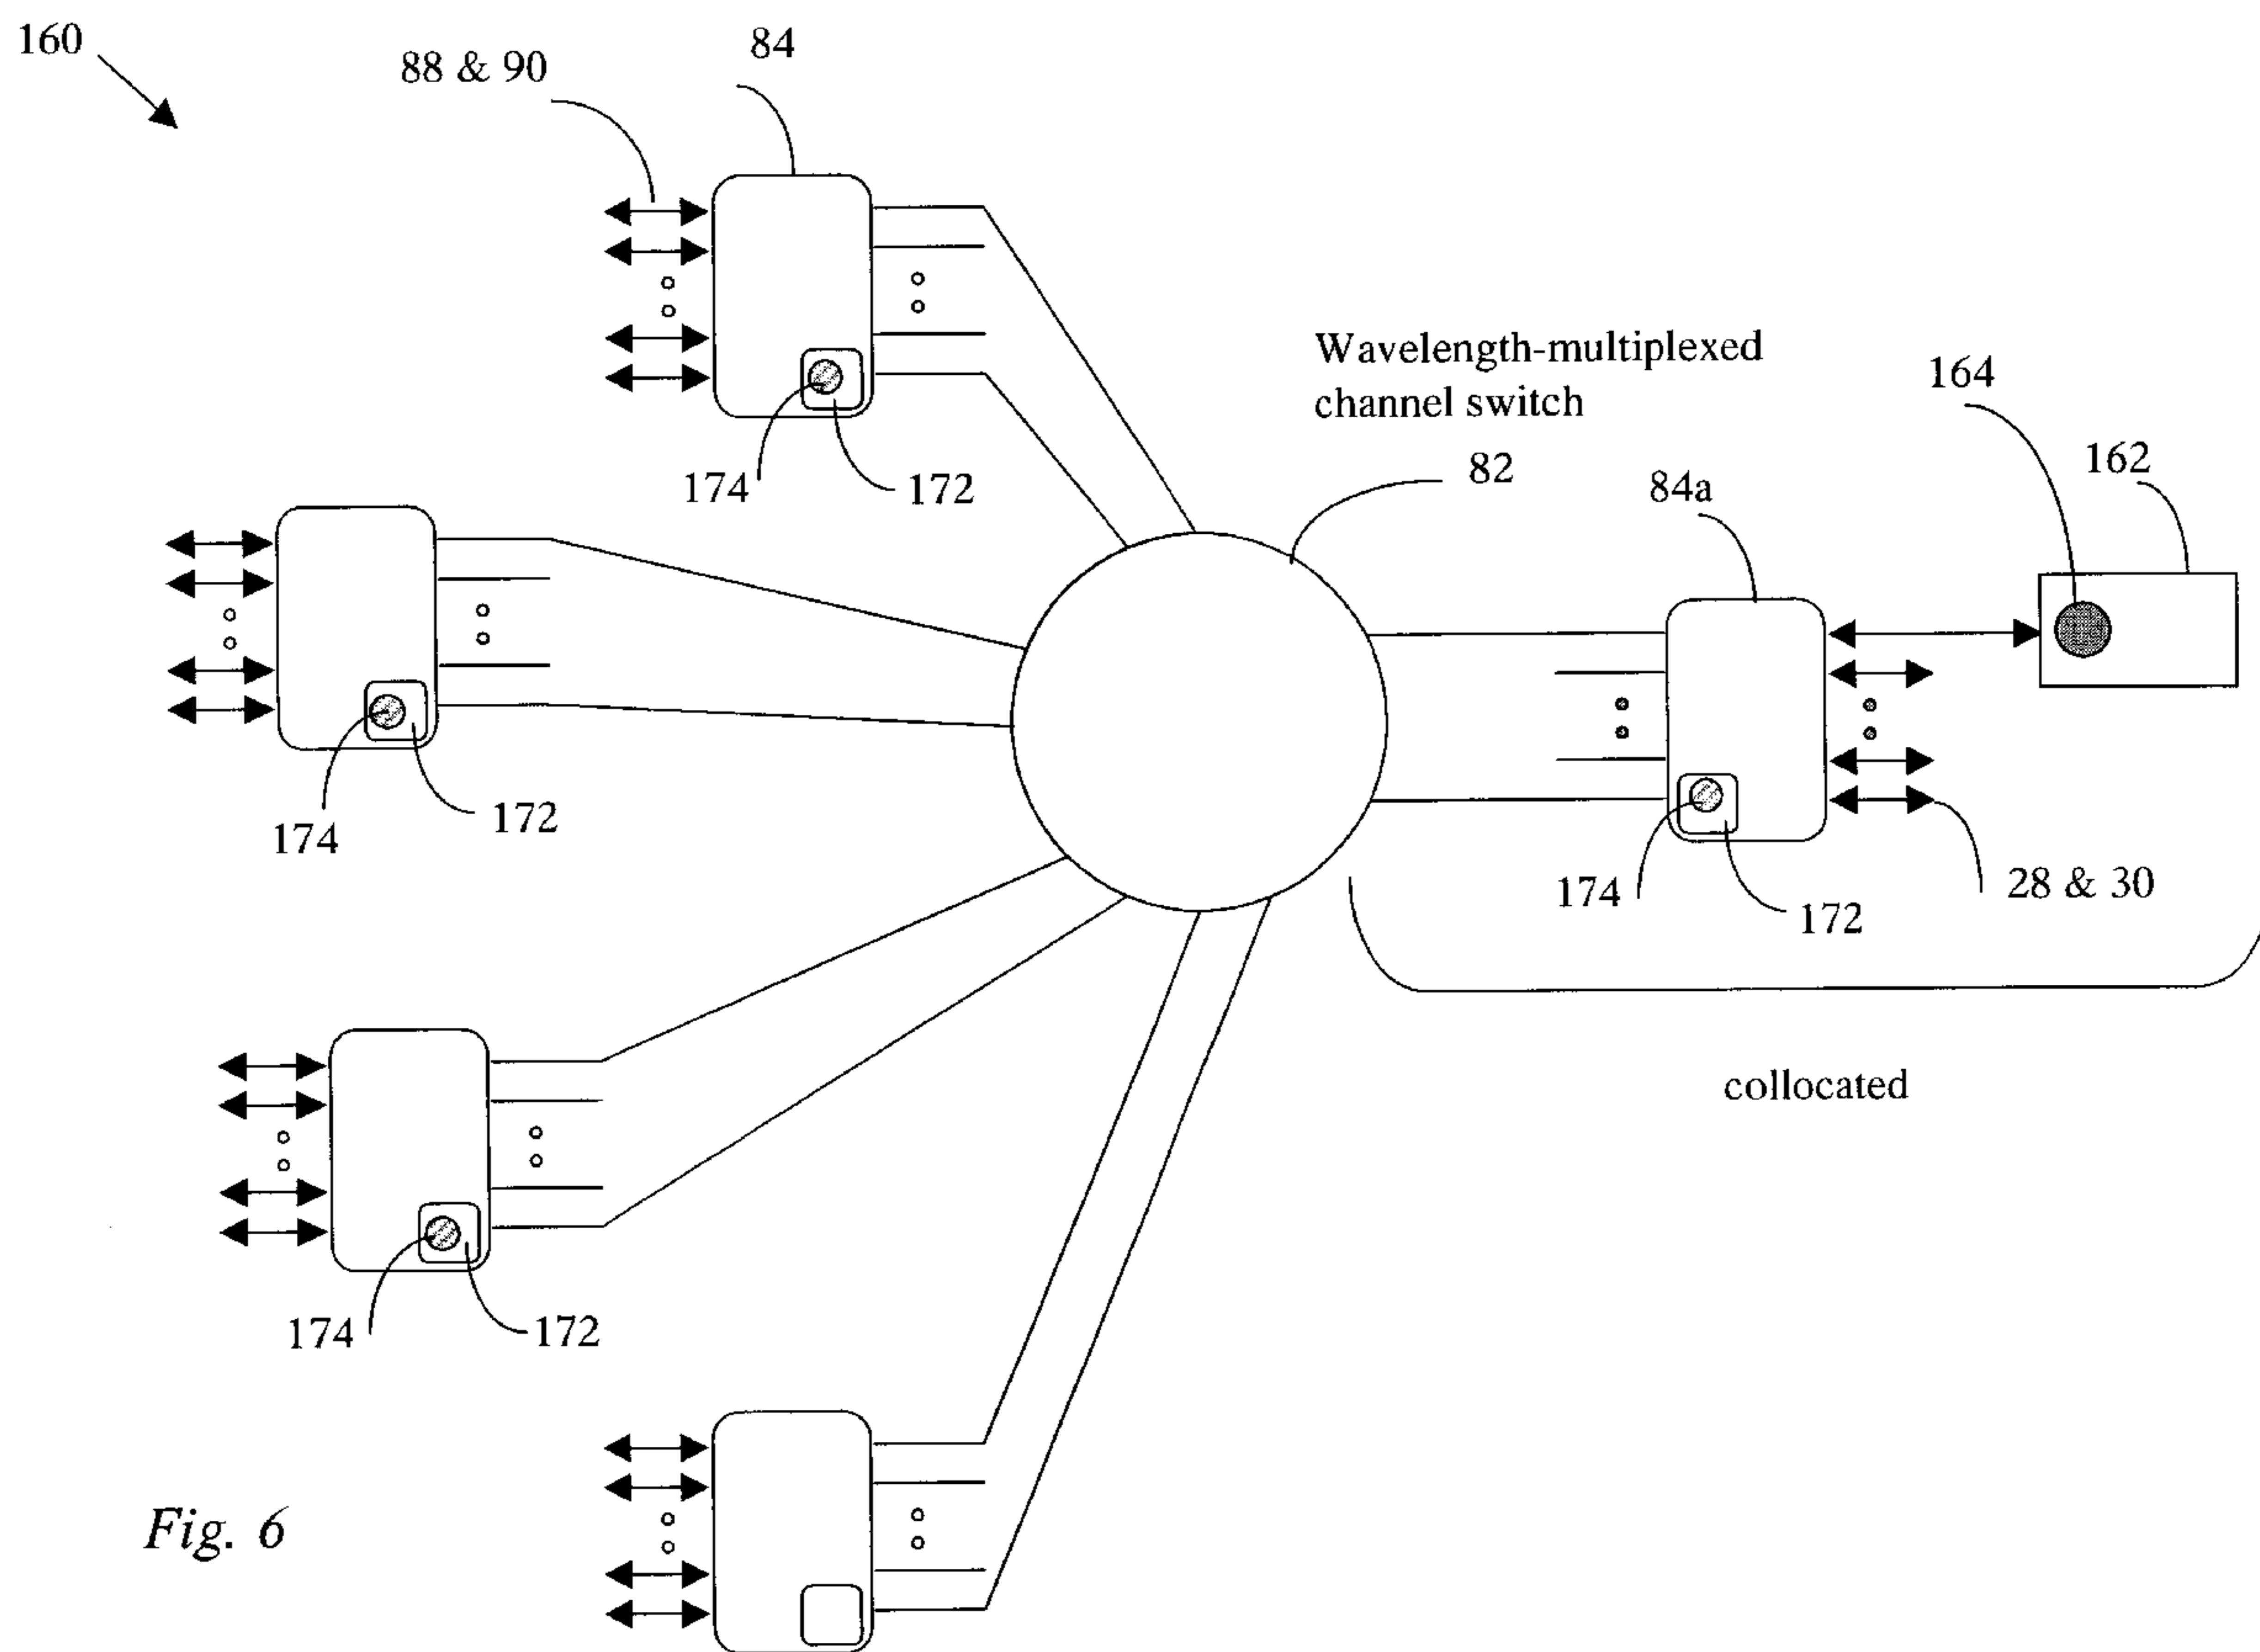 160
88 & 90
84
Wavelength-multiplexed
channel switch
82
164
162
84a
174
172
174
172
174
172
28 & 30
collocated
174
172
Fig. 6